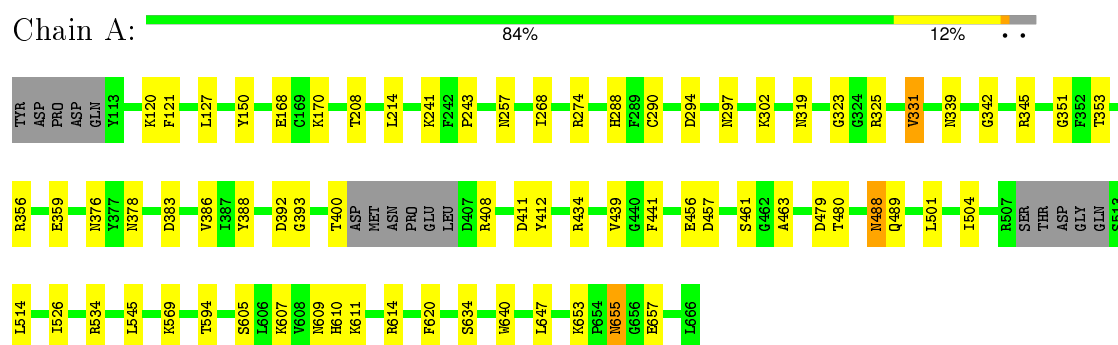 Chain A:
84% 12% • •
TYR ASP PRO ASP GLN Y113 K120 F121 L127 Y150 E168 C169 K170 T208 L214 K241 F242 P243 N257 I268 R274 H288 F289 C290 D294 N297 K302 N319 G323 G324 R325 V331 N339 G342 R345 G351 F352 T353
R356 E359 N376 Y377 N378 D383 V386 I387 Y388 D392 G393 T400 ASP MET ASN PRO GLU LEU D407 R408 D411 Y412 R434 V439 G440 F441 E456 D457 S461 G462 A463 D479 T480 N488 Q489 L501 I504 R507 SER THR ASP GLY GLN S513
L514 I526 R534 L545 K569 T594 S605 L606 K607 V608 N609 H610 K611 R614 F620 S634 W640 L647 K653 P654 N655 G656 E657 L666